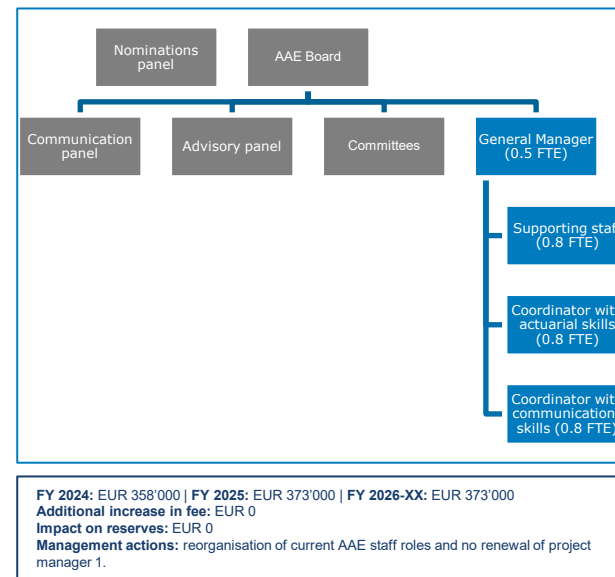 Nominations
panel
AAE Board
Communication
panel
Advisory panel
Committees
General Manager
(0.5 FTE)
Supporting staf
(0.8 FTE)
Coordinator wit
actuarial skills
(0.8 FTE)
Coordinator wit
communication
skills (0.8 FTE)
FY 2024: EUR 358'000 | FY 2025: EUR 373'000 | FY 2026-XX: EUR 373'000
Additional increase in fee: EUR 0
Impact on reserves: EUR 0
Management actions: reorganisation of current AAE staff roles and no renewal of project
manager 1.